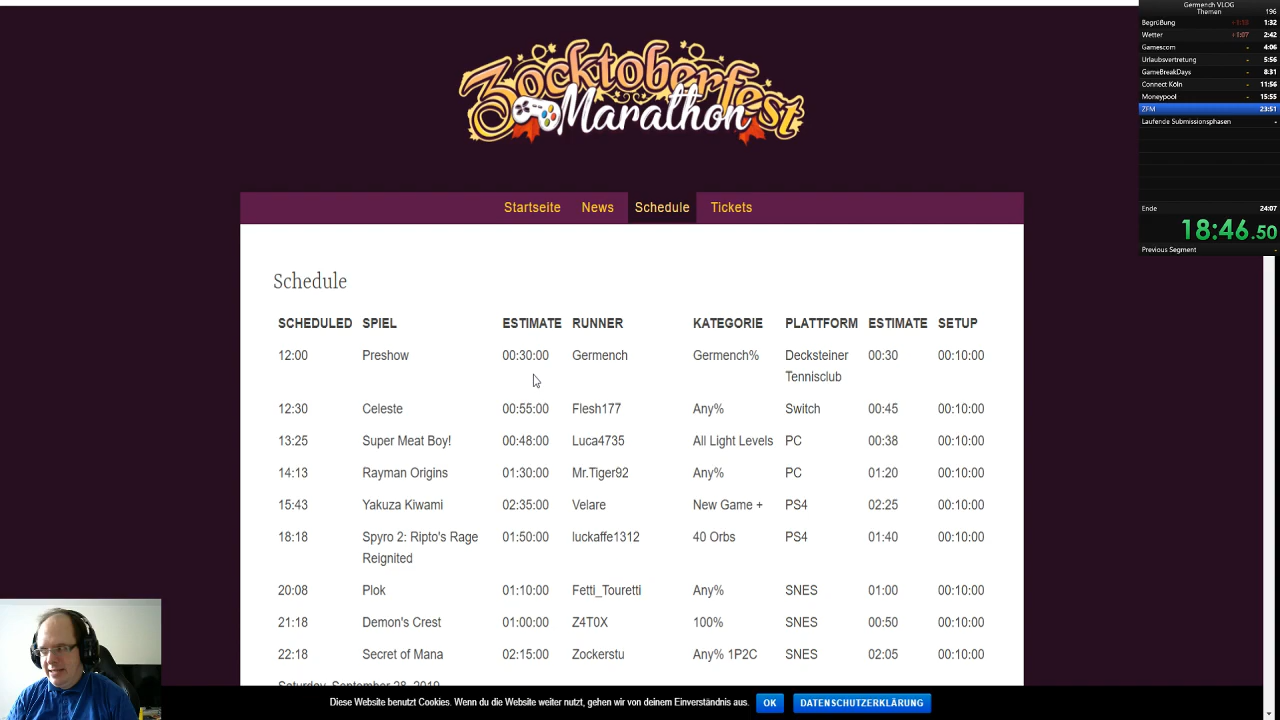 Zocktoberfest
Marathon
Startseite News Schedule Tickets
Schedule
SCHEDULED SPIEL ESTIMATE RUNNER KATEGORIE PLATTFORM ESTIMATE SETUP
12:00 Preshow 00:30:00 Germench Germench% Decksteiner 00:30 00:10:00
Tennisclub
12:30 Celeste 00:55:00 Flesh177 Any% Switch 00:45 00:10:00
13:25 Super Meat Boy! 00:48:00 Luca4735 All Light Levels PC 00:38 00:10:00
14:13 Rayman Origins 01:30:00 Mr.Tiger92 Any% PC 01:20 00:10:00
15:43 Yakuza Kiwami 02:35:00 Velare New Game + PS4 02:25 00:10:00
18:18 Spyro 2: Ripto's Rage 01:50:00 luckaffe1312 40 Orbs PS4 01:40 00:10:00
Reignited
20:08 Plok 01:10:00 Fetti_Touretti Any% SNES 01:00 00:10:00
21:18 Demon's Crest 01:00:00 Z4T0X 100% SNES 00:50 00:10:00
22:18 Secret of Mana 02:15:00 Zockerstu Any% 1P2C SNES 02:05 00:10:00
Saturday, September 28, 2019
Diese Website benutzt Cookies. Wenn du die Website weiter nutzt, gehen wir von deinem Einverständnis aus. OK DATENSCHUTZERKLÄRUNG
Germench VLOG
Themen 196
Begrüßung 1:32
Wetter +1:07 2:42
Gamescom - 4:06
Urlaubsvertretung - 5:56
GameBreakDays - 8:31
Connect Köln - 11:56
Moneypool - 15:55
ZFM 23:51
Laufende Submissionsphasen -
Ende 24:07
18:46.50
Previous Segment -